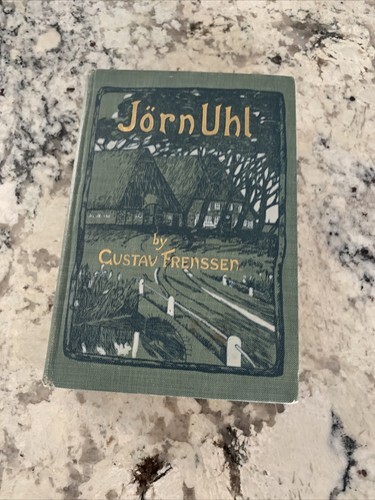 Jörn Uhl
by
GUSTAV FRENSSEN